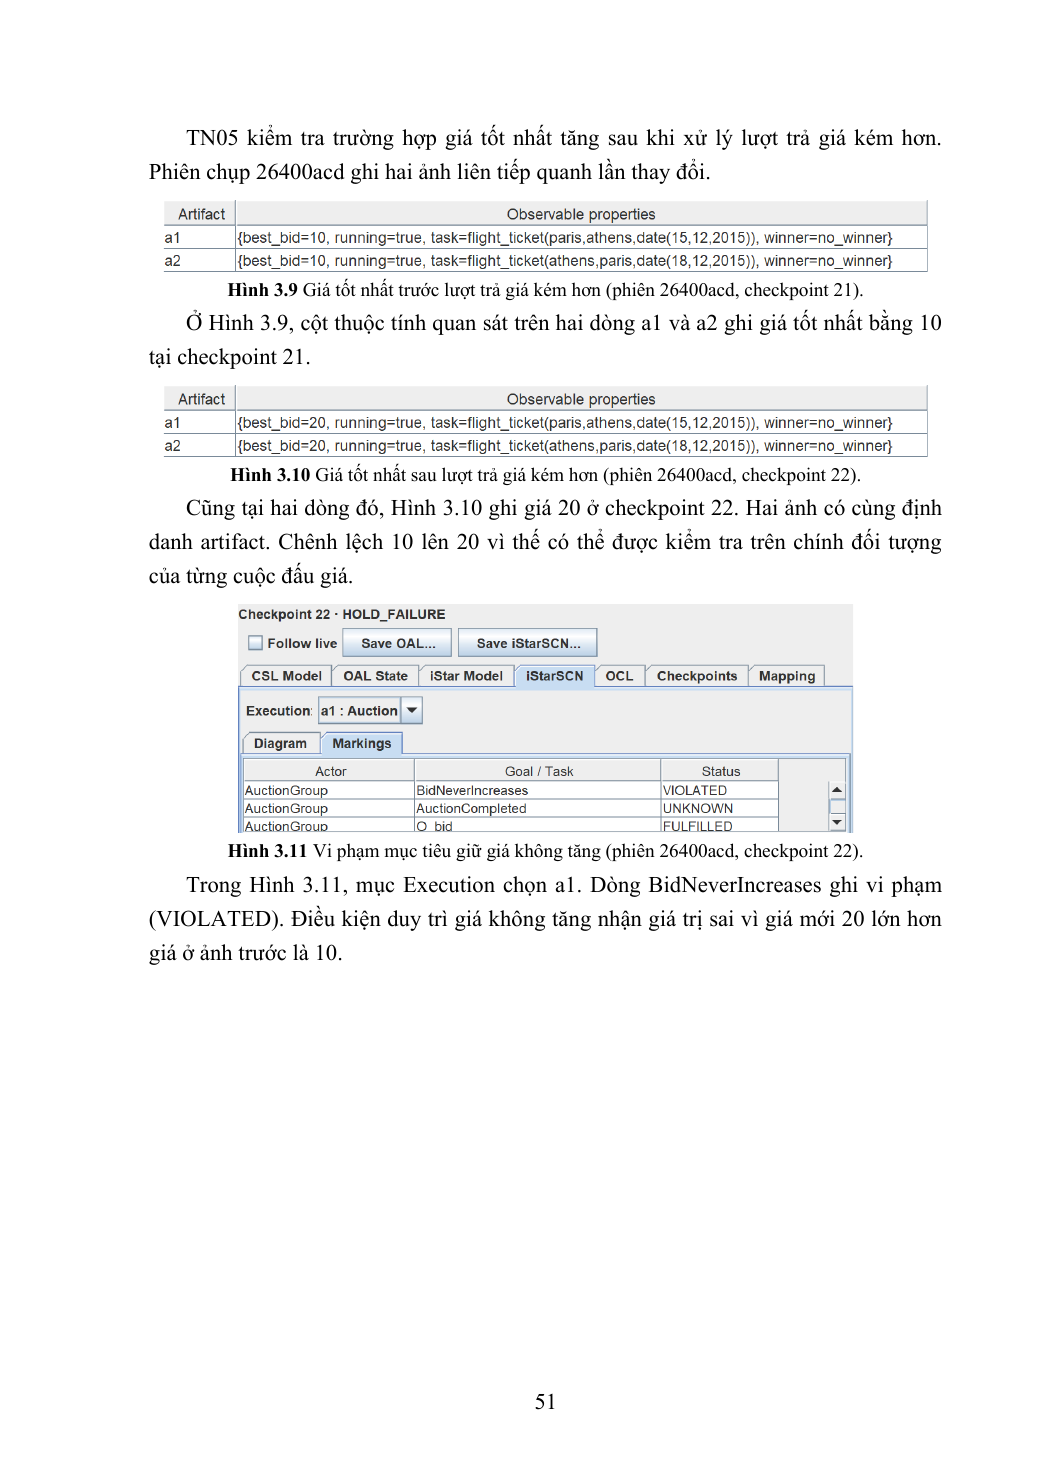 TN05 kiểm tra trường hợp giá tốt nhất tăng sau khi xử lý lượt trả giá kém hơn.
Phiên chụp 26400acd ghi hai ảnh liên tiếp quanh lần thay đổi.
Artifact Observable properties
a1 {best_bid=10, running=true, task=flight_ticket(paris,athens,date(15,12,2015)), winner=no_winner}
a2 {best_bid=10, running=true, task=flight_ticket(athens,paris,date(18,12,2015)), winner=no_winner}
Hình 3.9 Giá tốt nhất trước lượt trả giá kém hơn (phiên 26400acd, checkpoint 21).
Ở Hình 3.9, cột thuộc tính quan sát trên hai dòng a1 và a2 ghi giá tốt nhất bằng 10
tại checkpoint 21.
Artifact Observable properties
a1 {best_bid=20, running=true, task=flight_ticket(paris,athens,date(15,12,2015)), winner=no_winner}
a2 {best_bid=20, running=true, task=flight_ticket(athens,paris,date(18,12,2015)), winner=no_winner}
Hình 3.10 Giá tốt nhất sau lượt trả giá kém hơn (phiên 26400acd, checkpoint 22).
Cũng tại hai dòng đó, Hình 3.10 ghi giá 20 ở checkpoint 22. Hai ảnh có cùng định
danh artifact. Chênh lệch 10 lên 20 vì thế có thể được kiểm tra trên chính đối tượng
của từng cuộc đấu giá.
Checkpoint 22 · HOLD_FAILURE
Follow live Save OAL... Save iStarSCN...
CSL Model OAL State iStar Model iStarSCN OCL Checkpoints Mapping
Execution: a1 : Auction
Diagram Markings
Actor Goal / Task Status
AuctionGroup BidNeverIncreases VIOLATED
AuctionGroup AuctionCompleted UNKNOWN
AuctionGroup O_bid FULFILLED
Hình 3.11 Vi phạm mục tiêu giữ giá không tăng (phiên 26400acd, checkpoint 22).
Trong Hình 3.11, mục Execution chọn a1. Dòng BidNeverIncreases ghi vi phạm
(VIOLATED). Điều kiện duy trì giá không tăng nhận giá trị sai vì giá mới 20 lớn hơn
giá ở ảnh trước là 10.
51